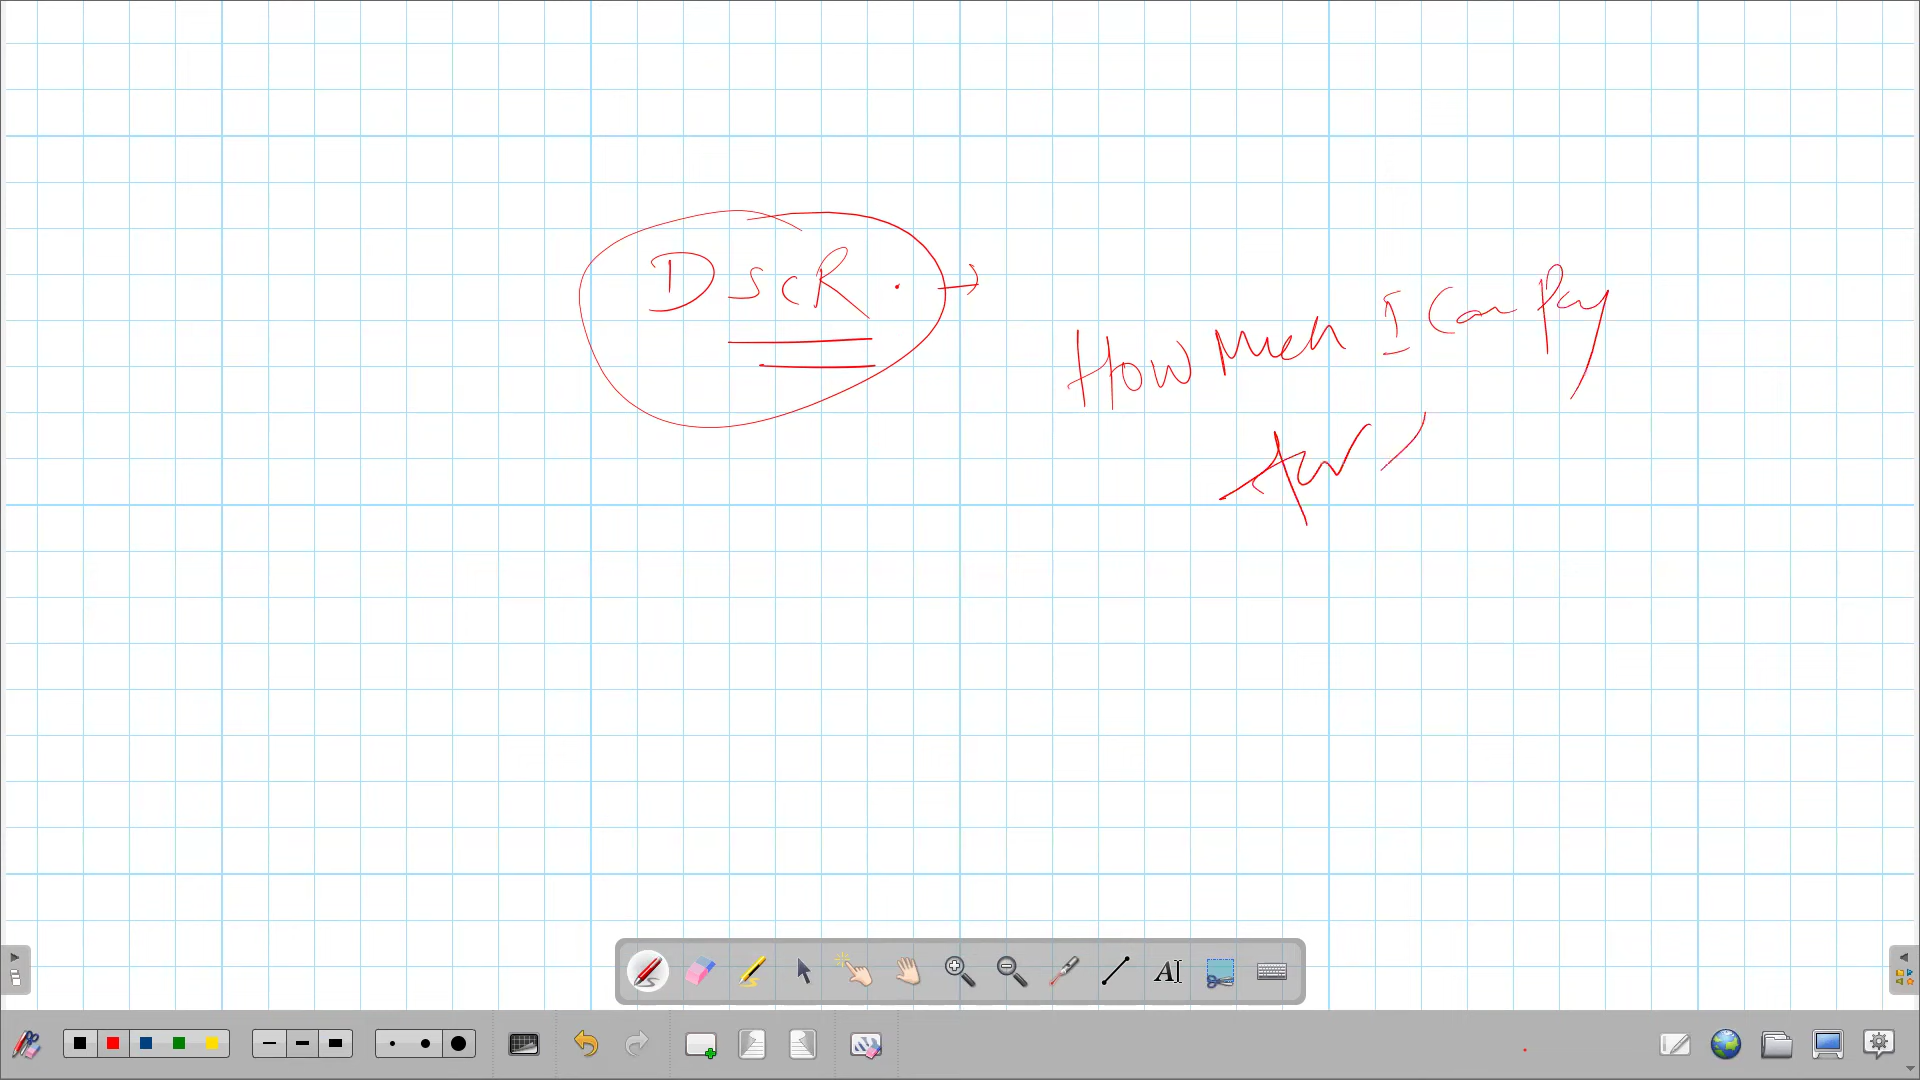 DSCR. →
How Much I Can Pay